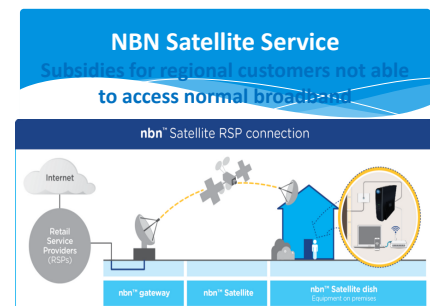 NBN Satellite Service
Subsidies for regional customers not able
to access normal broadband
nbn™ Satellite RSP connection
Internet
Retail
Service
Providers
(RSPs)
nbn™ gateway
nbn™ Satellite
nbn™ Satellite dish
Equipment on premises